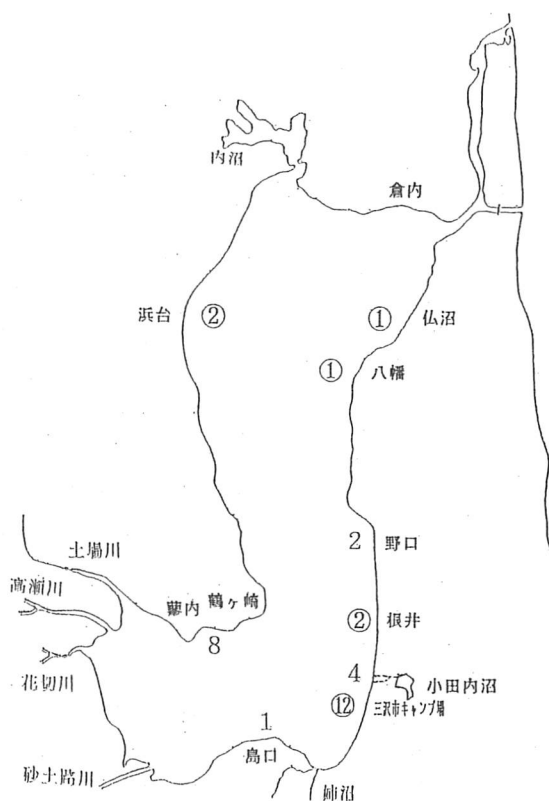 内沼
倉内
浜台 ②
① 仏沼
① 八幡
2 野口
土場川
高瀬川
鶴ヶ崎
内
8
② 根井
花切川
4 小田内沼
⑫ 三沢市キャンプ場
1
島口
砂土路川
姉沼